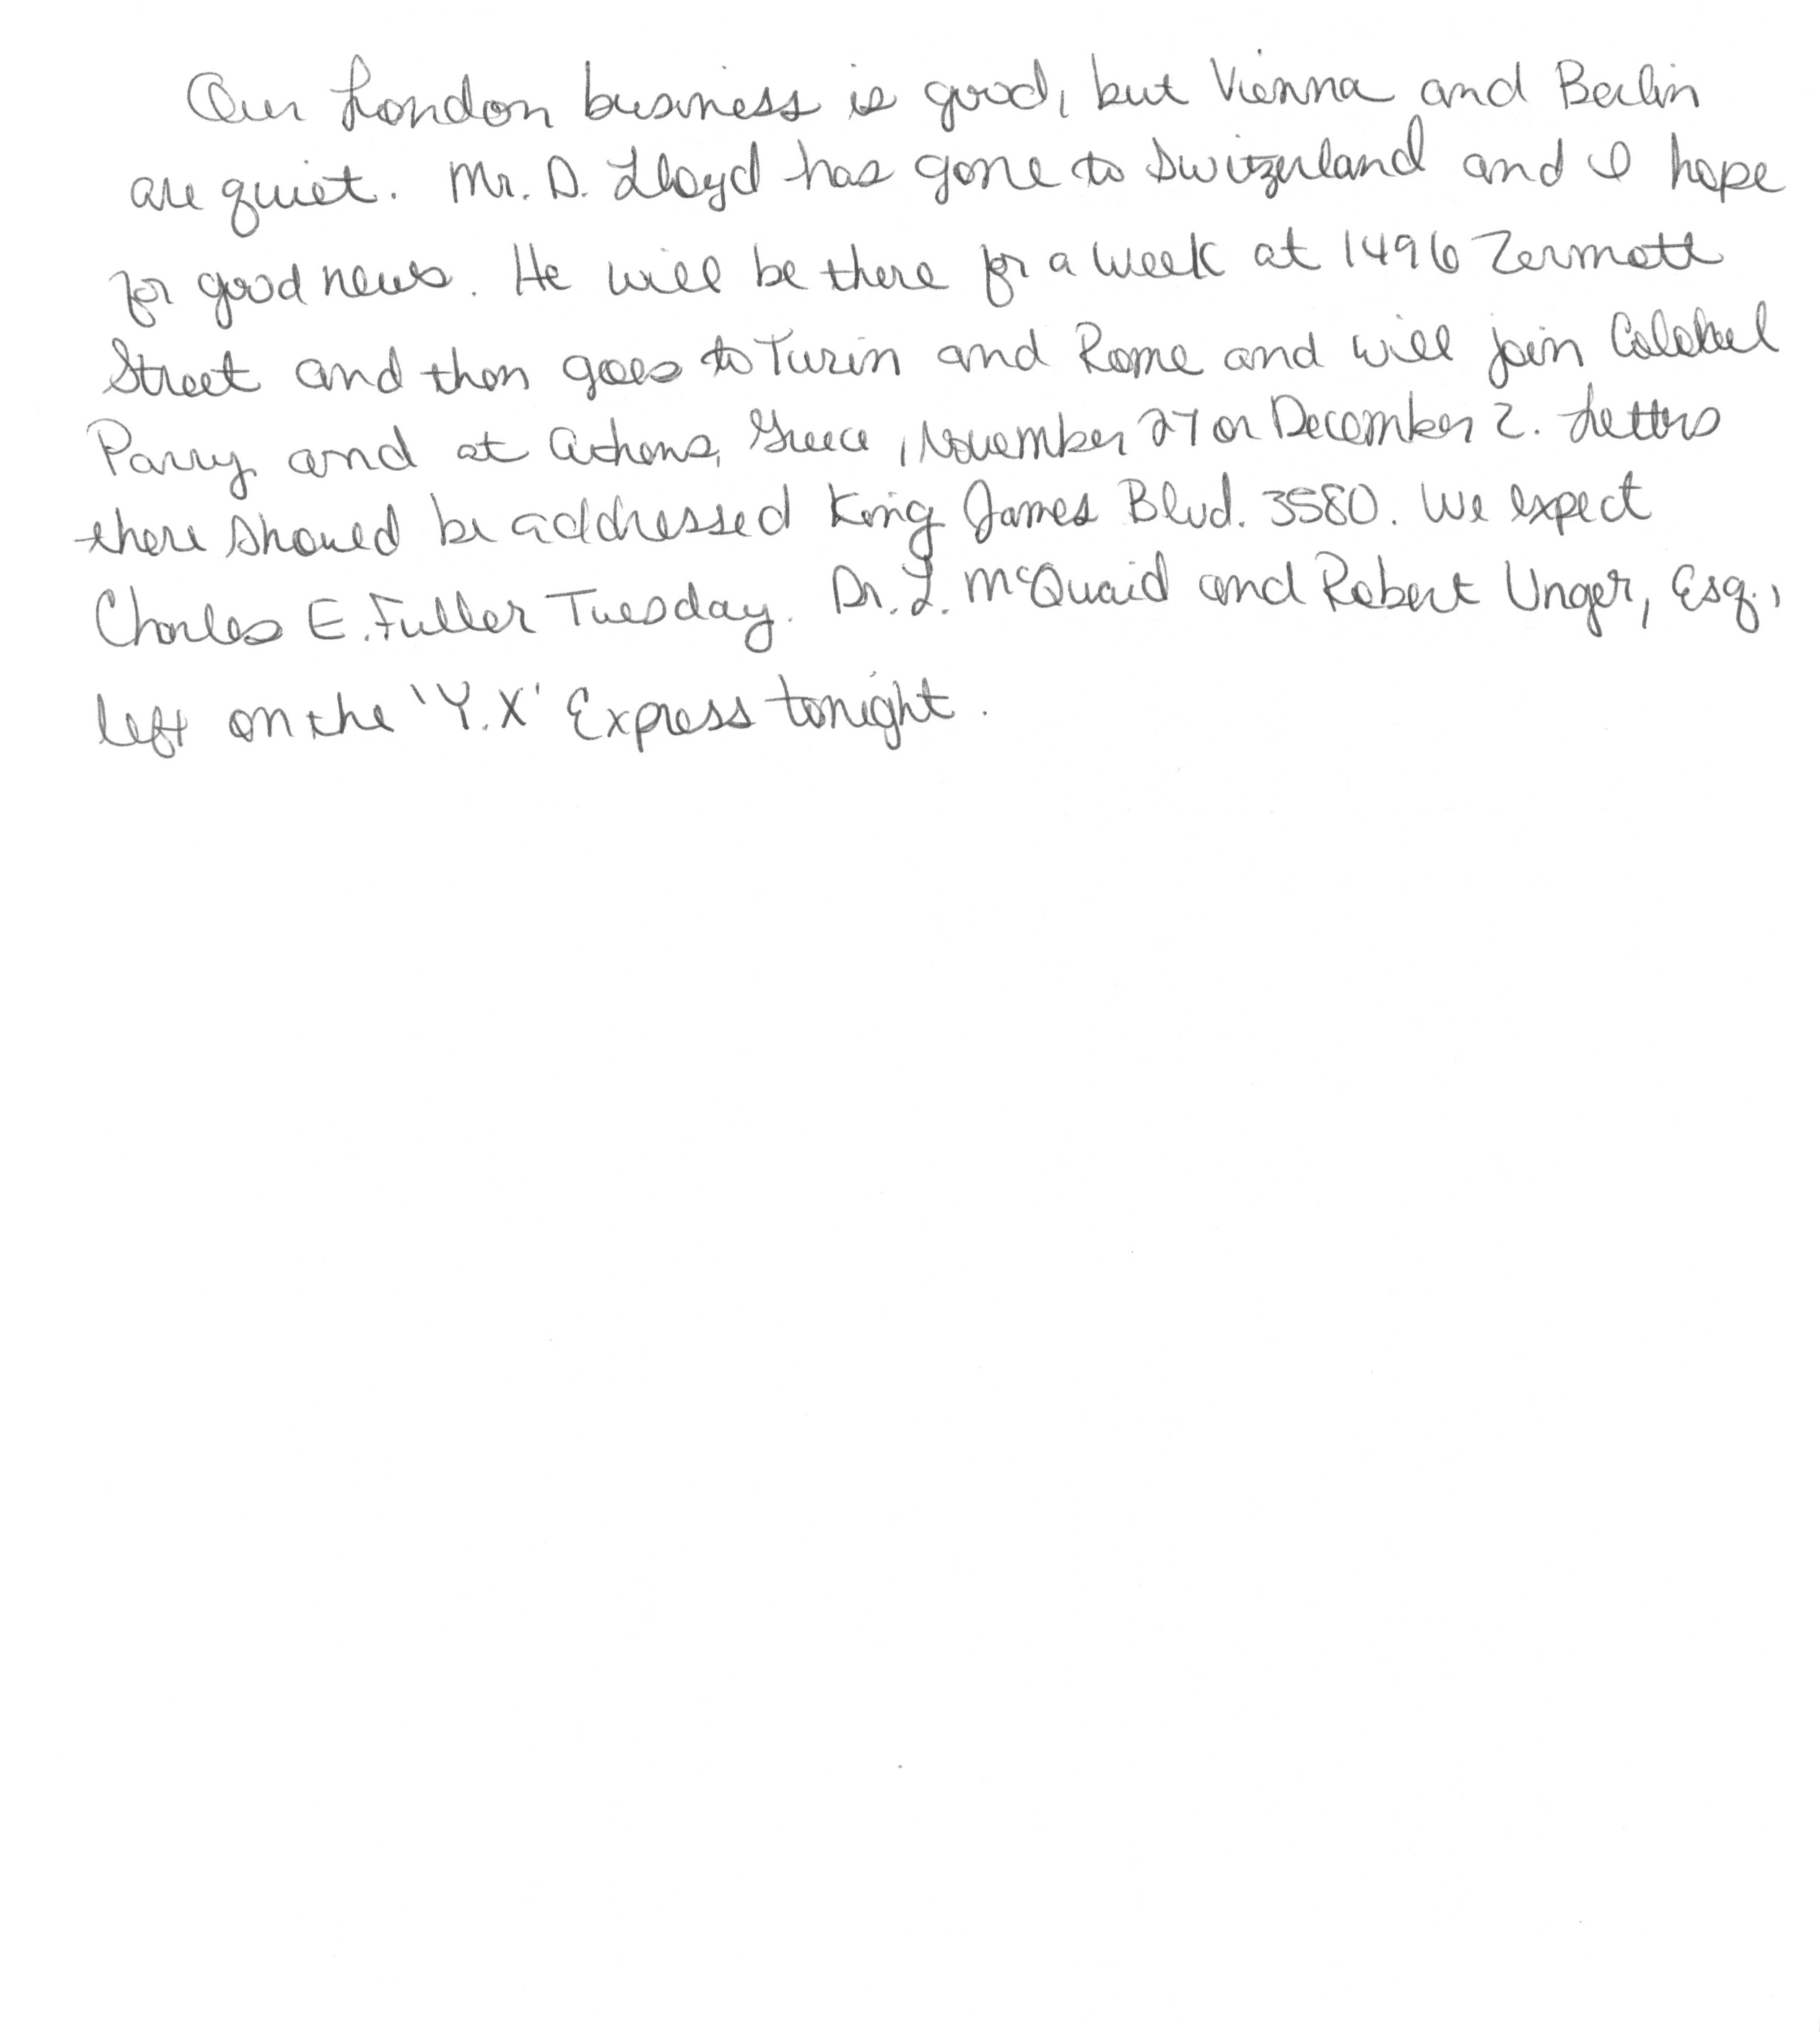 Our London business is good, but Vienna and Berlin
are quiet. Mr. D. Lloyd has gone to Switzerland and I hope
for good news. He will be there for a week at 1496 Zermott
Street and then goes to Turin and Rome and will join
Parry and at Athens, Greece, November 27 or December 2. Letters
there should be addressed King James Blvd. 3580. We expect
Charles E. Fuller Tuesday. Dr. L. McQuaid and Robert Unger, Esq.,
left on the 'Y.X' Express tonight.